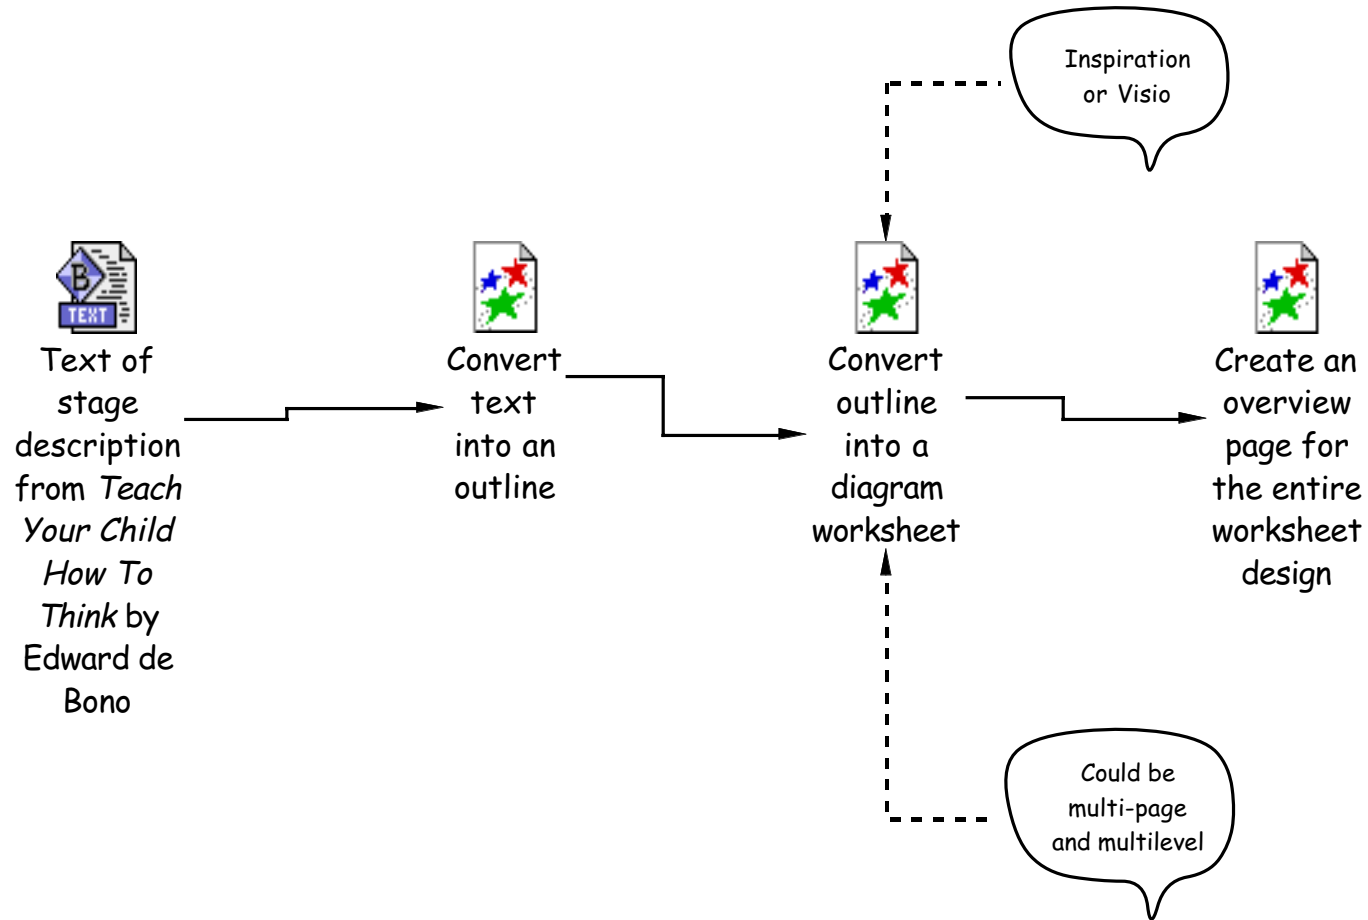 Inspiration
or Visio
B
TEXT
Text of
stage
description
from Teach
Your Child
How To
Think by
Edward de
Bono
Convert
text
into an
outline
Convert
outline
into a
diagram
worksheet
Create an
overview
page for
the entire
worksheet
design
Could be
multi-page
and multilevel